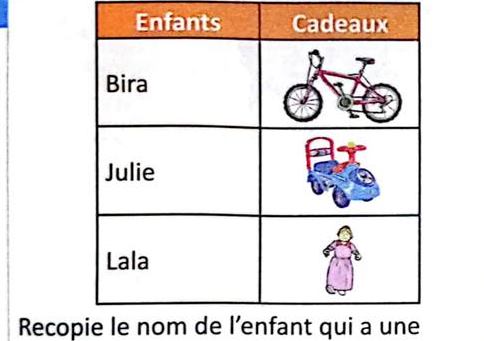 Enfants Cadeaux
Bira
Julie
Lala
Recopie le nom de l'enfant qui a une